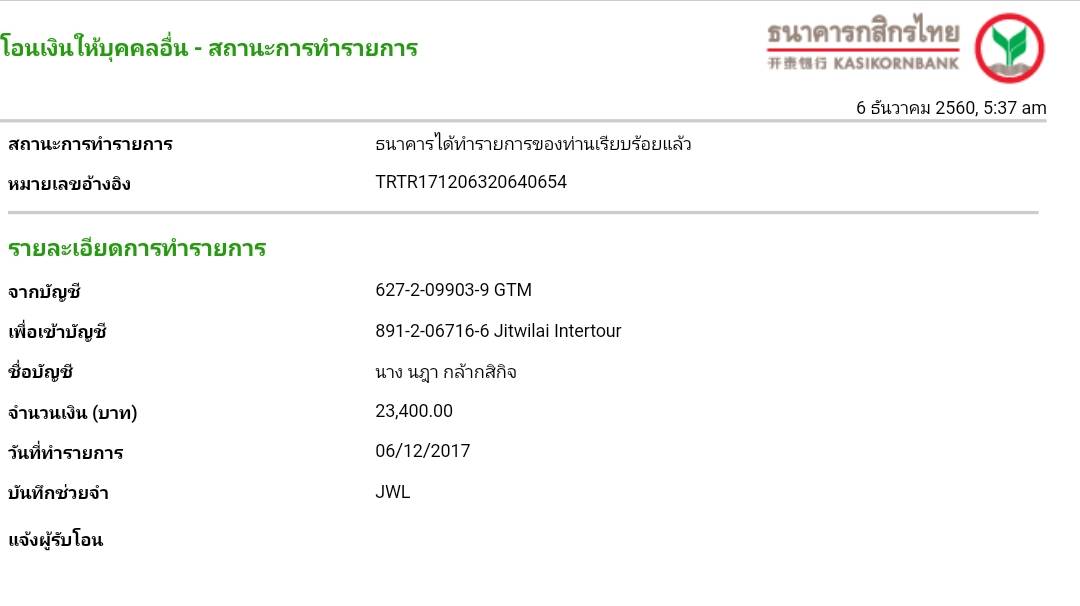 ธนาคารกสิกรไทย
开泰银行 KASIKORNBANK
โอนเงินให้บุคคลอื่น - สถานะการทำรายการ
6 ธันวาคม 2560, 5:37 am
สถานะการทำรายการ ธนาคารได้ทำรายการของท่านเรียบร้อยแล้ว
หมายเลขอ้างอิง TRTR171206320640654
รายละเอียดการทำรายการ
จากบัญชี 627-2-09903-9 GTM
เพื่อเข้าบัญชี 891-2-06716-6 Jitwilai Intertour
ชื่อบัญชี นาง นฎา กล้ากสิกิจ
จำนวนเงิน (บาท) 23,400.00
วันที่ทำรายการ 06/12/2017
บันทึกช่วยจำ JWL
แจ้งผู้รับโอน